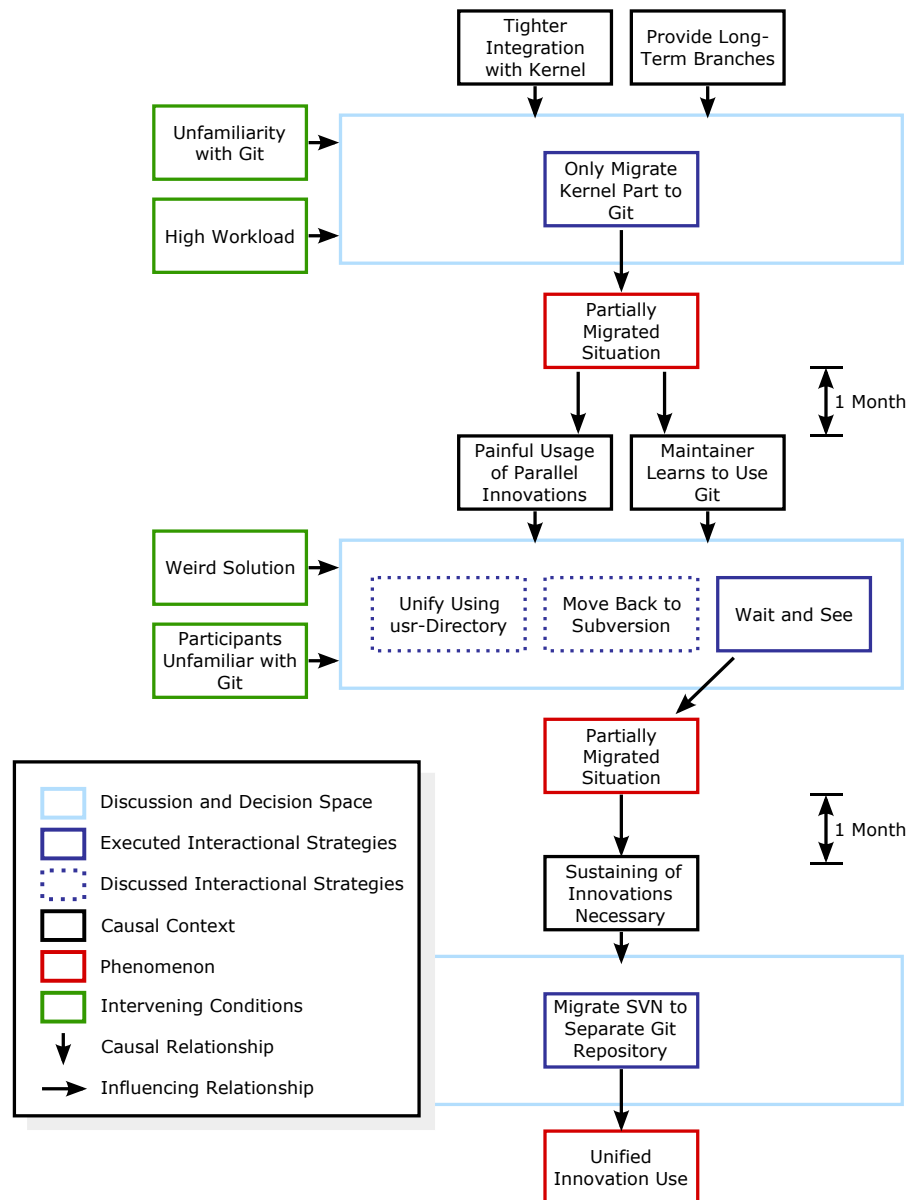 Tighter
Integration
with Kernel
Provide Long-
Term Branches
Unfamiliarity
with Git
Only Migrate
Kernel Part to
Git
High Workload
Partially
Migrated
Situation
1 Month
Painful Usage
of Parallel
Innovations
Maintainer
Learns to Use
Git
Weird Solution
Unify Using
usr-Directory
Move Back to
Subversion
Wait and See
Participants
Unfamiliar with
Git
Partially
Migrated
Situation
1 Month
Discussion and Decision Space
Executed Interactional Strategies
Discussed Interactional Strategies
Causal Context
Phenomenon
Intervening Conditions
Causal Relationship
Influencing Relationship
Sustaining of
Innovations
Necessary
Migrate SVN to
Separate Git
Repository
Unified
Innovation Use